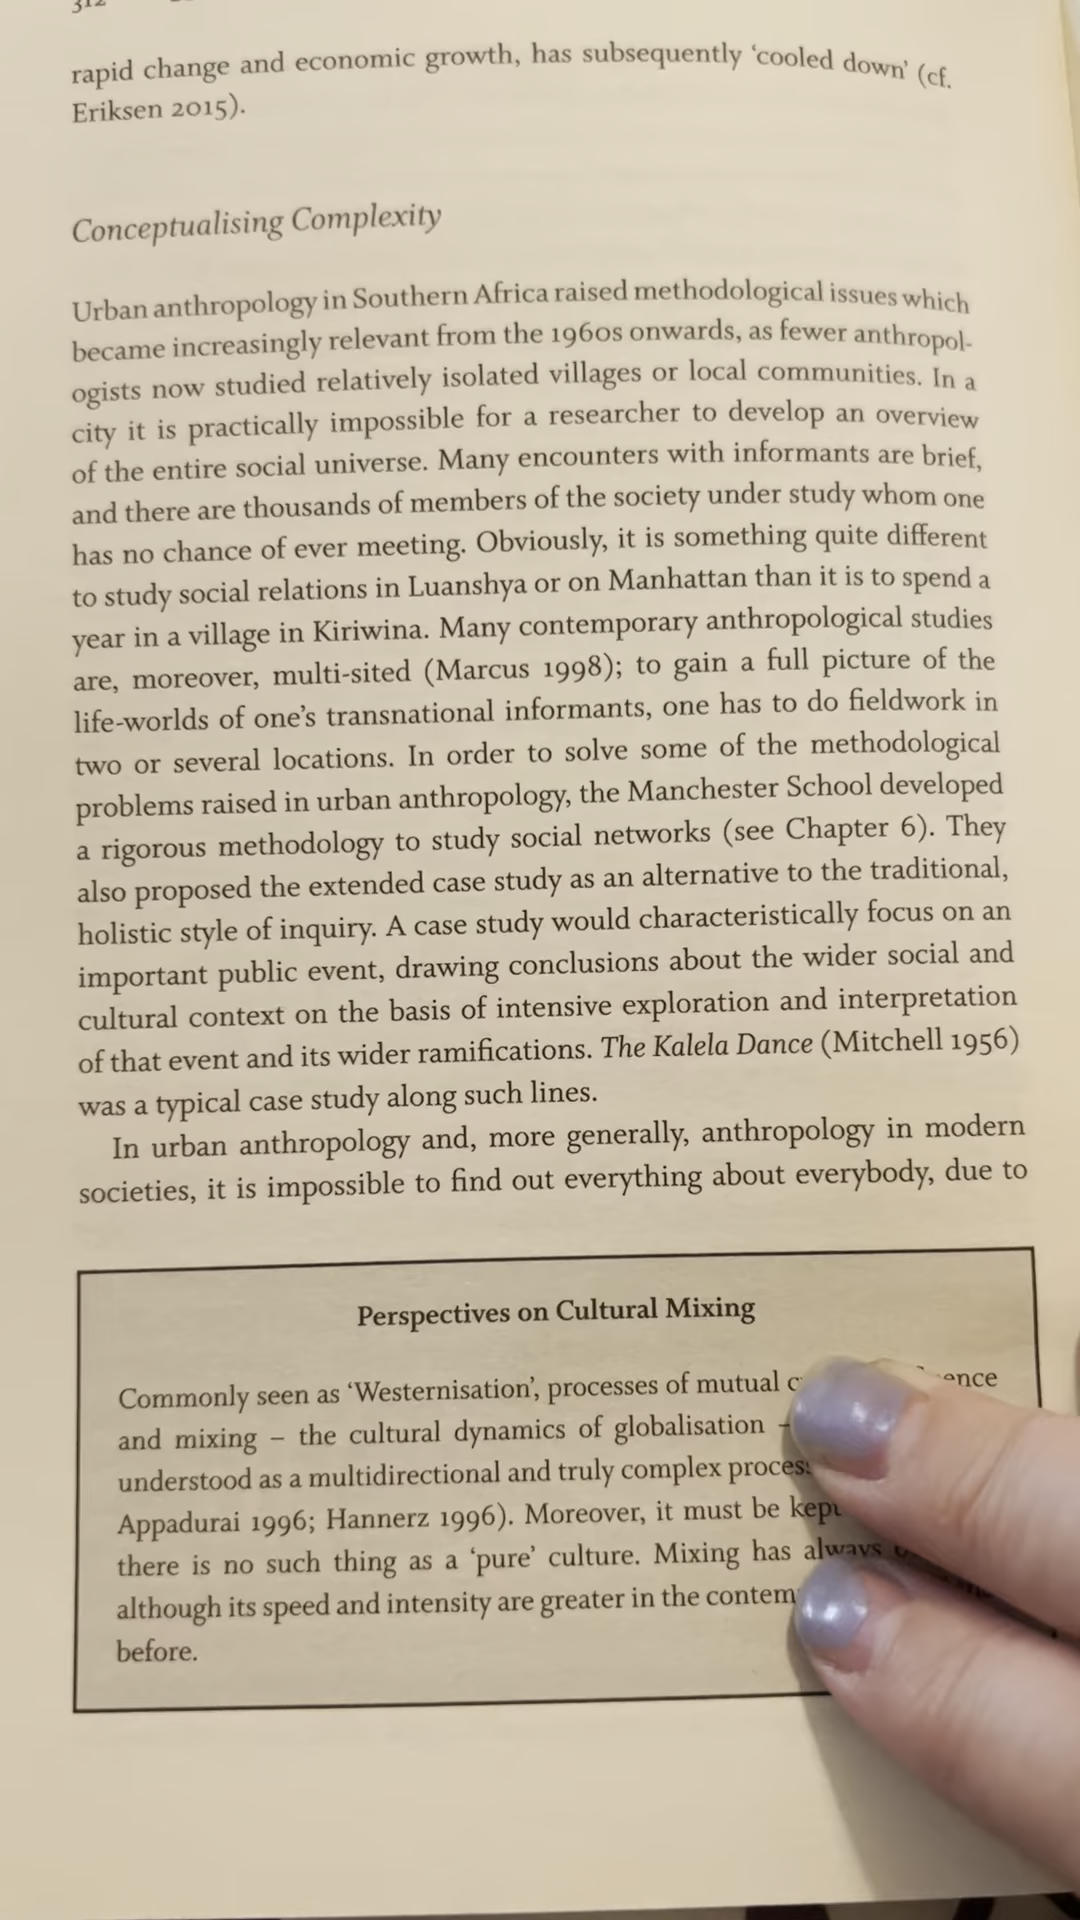 312
rapid change and economic growth, has subsequently ‘cooled down’ (cf.
Eriksen 2015).
Conceptualising Complexity
Urban anthropology in Southern Africa raised methodological issues which
became increasingly relevant from the 1960s onwards, as fewer anthropol-
ogists now studied relatively isolated villages or local communities. In a
city it is practically impossible for a researcher to develop an overview
of the entire social universe. Many encounters with informants are brief,
and there are thousands of members of the society under study whom one
has no chance of ever meeting. Obviously, it is something quite different
to study social relations in Luanshya or on Manhattan than it is to spend a
year in a village in Kiriwina. Many contemporary anthropological studies
are, moreover, multi-sited (Marcus 1998); to gain a full picture of the
life-worlds of one’s transnational informants, one has to do fieldwork in
two or several locations. In order to solve some of the methodological
problems raised in urban anthropology, the Manchester School developed
a rigorous methodology to study social networks (see Chapter 6). They
also proposed the extended case study as an alternative to the traditional,
holistic style of inquiry. A case study would characteristically focus on an
important public event, drawing conclusions about the wider social and
cultural context on the basis of intensive exploration and interpretation
of that event and its wider ramifications. The Kalela Dance (Mitchell 1956)
was a typical case study along such lines.
In urban anthropology and, more generally, anthropology in modern
societies, it is impossible to find out everything about everybody, due to
Perspectives on Cultural Mixing
Commonly seen as ‘Westernisation’, processes of mutual
and mixing – the cultural dynamics of globalisation –
understood as a multidirectional and truly complex
Appadurai 1996; Hannerz 1996). Moreover, it must be kept
there is no such thing as a ‘pure’ culture. Mixing has always
although its speed and intensity are greater in the
before.